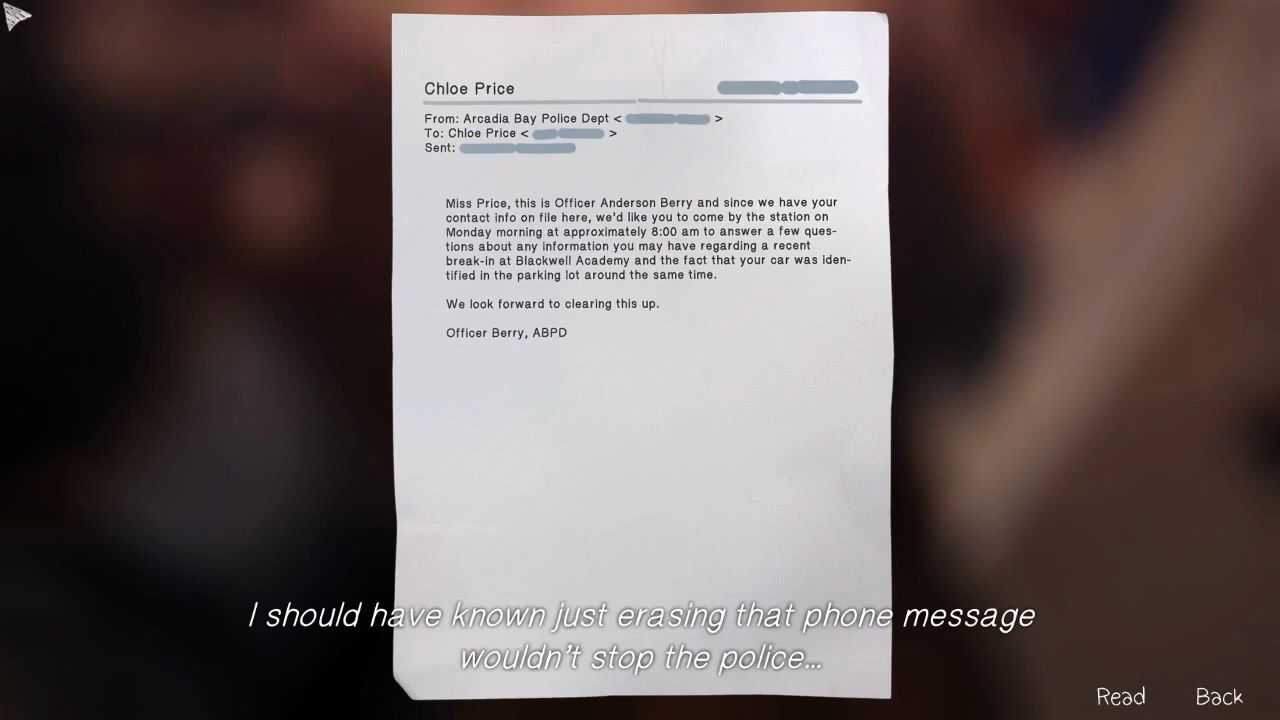 Chloe Price
From: Arcadia Bay Police Dept < >
To: Chloe Price < >
Sent:
Miss Price, this is Officer Anderson Berry and since we have your
contact info on file here, we'd like you to come by the station on
Monday morning at approximately 8:00 am to answer a few ques-
tions about any information you may have regarding a recent
break-in at Blackwell Academy and the fact that your car was iden-
tified in the parking lot around the same time.
We look forward to clearing this up.
Officer Berry, ABPD
I should have known just erasing that phone message
wouldn't stop the police...
Read Back